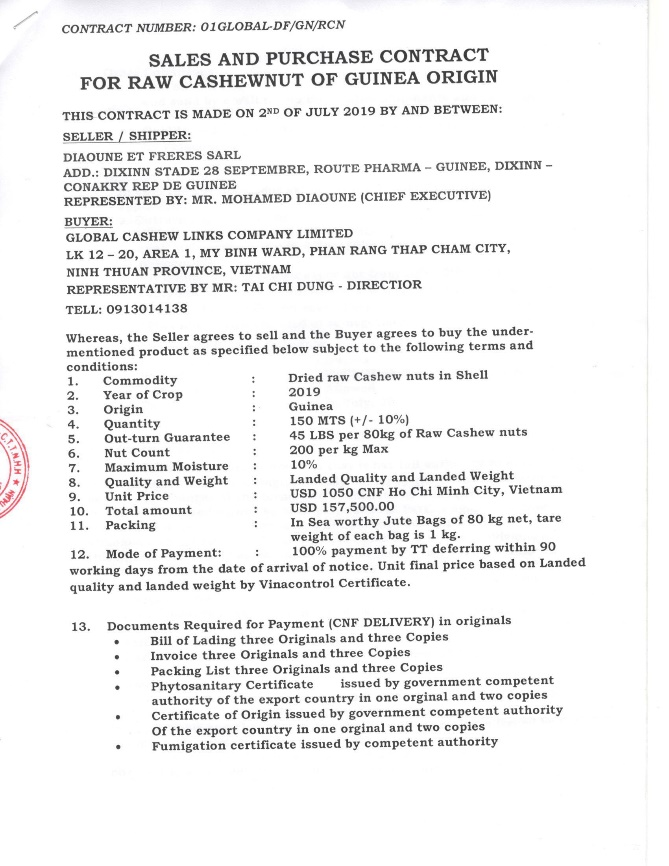 CONTRACT NUMBER: 01GLOBAL-DF/GN/RCN
SALES AND PURCHASE CONTRACT
FOR RAW CASHEWNUT OF GUINEA ORIGIN
THIS CONTRACT IS MADE ON 2ND OF JULY 2019 BY AND BETWEEN:
SELLER / SHIPPER:
DIAOUNE ET FRERES SARL
ADD.: DIXINN STADE 28 SEPTEMBRE, ROUTE PHARMA – GUINEE, DIXINN –
CONAKRY REP DE GUINEE
REPRESENTED BY: MR. MOHAMED DIAOUNE (CHIEF EXECUTIVE)
BUYER:
GLOBAL CASHEW LINKS COMPANY LIMITED
LK 12 – 20, AREA 1, MY BINH WARD, PHAN RANG THAP CHAM CITY,
NINH THUAN PROVINCE, VIETNAM
REPRESENTATIVE BY MR: TAI CHI DUNG - DIRECTIOR
TELL: 0913014138
Whereas, the Seller agrees to sell and the Buyer agrees to buy the under-
mentioned product as specified below subject to the following terms and
conditions:
1. Commodity : Dried raw Cashew nuts in Shell
2. Year of Crop : 2019
3. Origin : Guinea
4. Quantity : 150 MTS (+/- 10%)
5. Out-turn Guarantee : 45 LBS per 80kg of Raw Cashew nuts
6. Nut Count : 200 per kg Max
7. Maximum Moisture : 10%
8. Quality and Weight : Landed Quality and Landed Weight
9. Unit Price : USD 1050 CNF Ho Chi Minh City, Vietnam
10. Total amount : USD 157,500.00
11. Packing : In Sea worthy Jute Bags of 80 kg net, tare
weight of each bag is 1 kg.
12. Mode of Payment: : 100% payment by TT deferring within 90
working days from the date of arrival of notice. Unit final price based on Landed
quality and landed weight by Vinacontrol Certificate.
13. Documents Required for Payment (CNF DELIVERY) in originals
• Bill of Lading three Originals and three Copies
• Invoice three Originals and three Copies
• Packing List three Originals and three Copies
• Phytosanitary Certificate issued by government competent
authority of the export country in one orginal and two copies
• Certificate of Origin issued by government competent authority
Of the export country in one orginal and two copies
• Fumigation certificate issued by competent authority
C.T.T.N.H.H ★